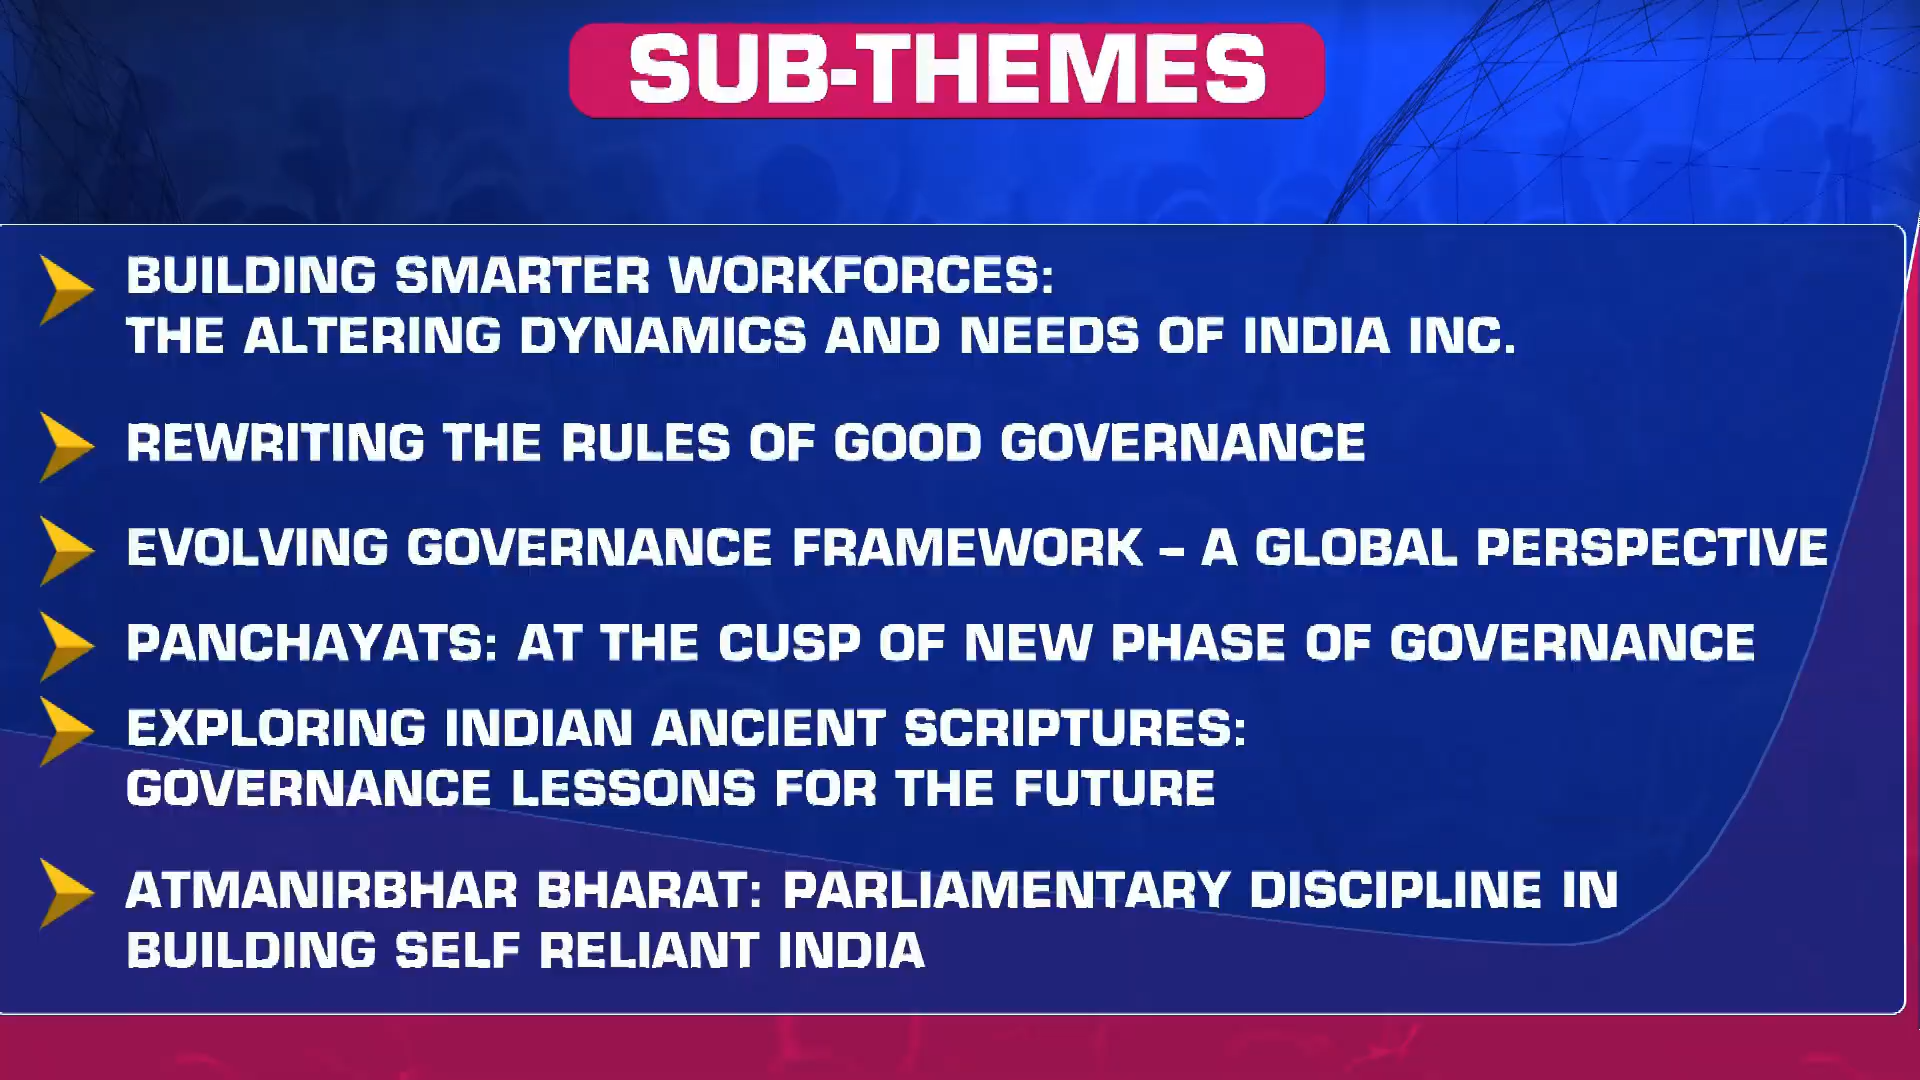 SUB-THEMES
BUILDING SMARTER WORKFORCES:
THE ALTERING DYNAMICS AND NEEDS OF INDIA INC.
REWRITING THE RULES OF GOOD GOVERNANCE
EVOLVING GOVERNANCE FRAMEWORK – A GLOBAL PERSPECTIVE
PANCHAYATS: AT THE CUSP OF NEW PHASE OF GOVERNANCE
EXPLORING INDIAN ANCIENT SCRIPTURES:
GOVERNANCE LESSONS FOR THE FUTURE
ATMANIRBHAR BHARAT: PARLIAMENTARY DISCIPLINE IN
BUILDING SELF RELIANT INDIA